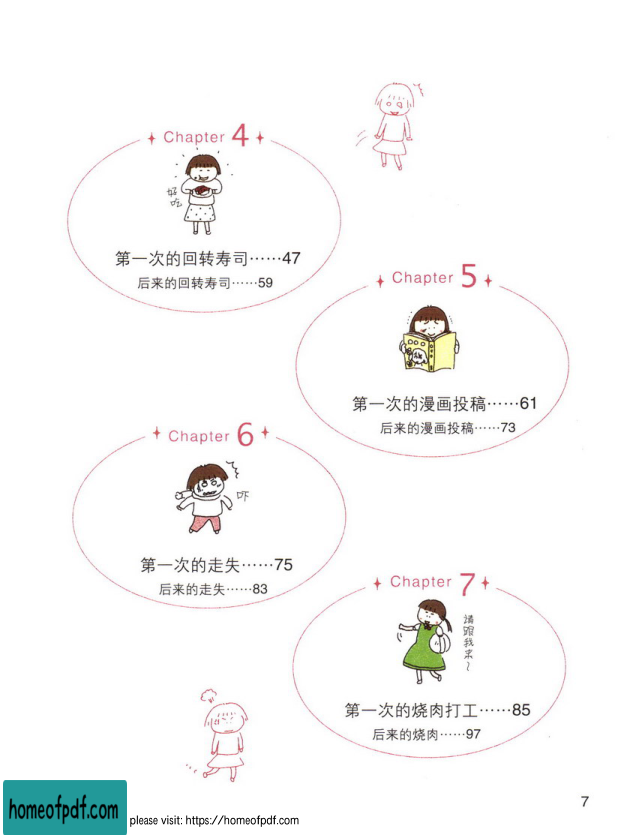 Chapter 4
好
吃
第一次的回转寿司……47
后来的回转寿司……59
Chapter 5
第一次的漫画投稿……61
后来的漫画投稿……73
Chapter 6
吓
第一次的走失……75
后来的走失……83
Chapter 7
請跟我来～
第一次的烧肉打工……85
后来的烧肉……97
7
homeofpdf.com
please visit: https://homeofpdf.com